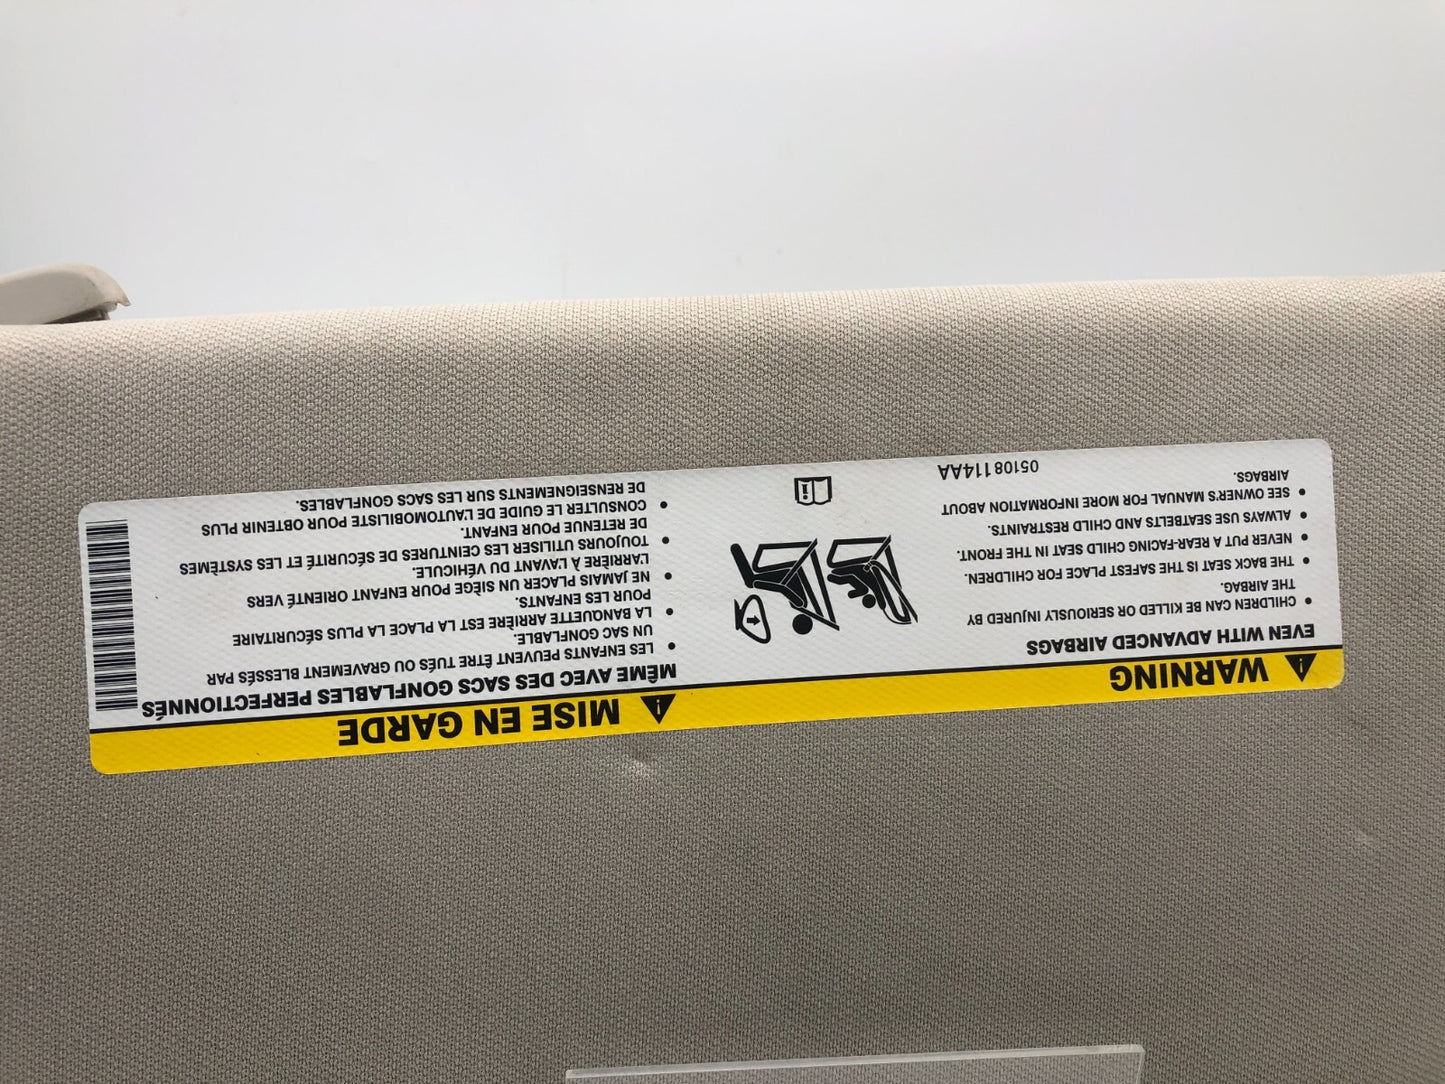 WARNING
EVEN WITH ADVANCED AIRBAGS
• CHILDREN CAN BE KILLED OR SERIOUSLY INJURED BY
THE AIRBAG.
• THE BACK SEAT IS THE SAFEST PLACE FOR CHILDREN.
• NEVER PUT A REAR-FACING CHILD SEAT IN THE FRONT.
• ALWAYS USE SEATBELTS AND CHILD RESTRAINTS.
• SEE OWNER'S MANUAL FOR MORE INFORMATION ABOUT
AIRBAGS.
05108114AA
MISE EN GARDE
MÊME AVEC DES SACS GONFLABLES PERFECTIONNÉS
• LES ENFANTS PEUVENT ÊTRE TUÉS OU GRAVEMENT BLESSÉS PAR
UN SAC GONFLABLE.
• LA BANQUETTE ARRIÈRE EST LA PLACE LA PLUS SÉCURITAIRE
POUR LES ENFANTS.
• NE JAMAIS PLACER UN SIÈGE POUR ENFANT ORIENTÉ VERS
L'ARRIÈRE À L'AVANT DU VÉHICULE.
• TOUJOURS UTILISER LES CEINTURES DE SÉCURITÉ ET LES SYSTÈMES
DE RETENUE POUR ENFANT.
• CONSULTER LE GUIDE DE L'AUTOMOBILISTE POUR OBTENIR PLUS
DE RENSEIGNEMENTS SUR LES SACS GONFLABLES.